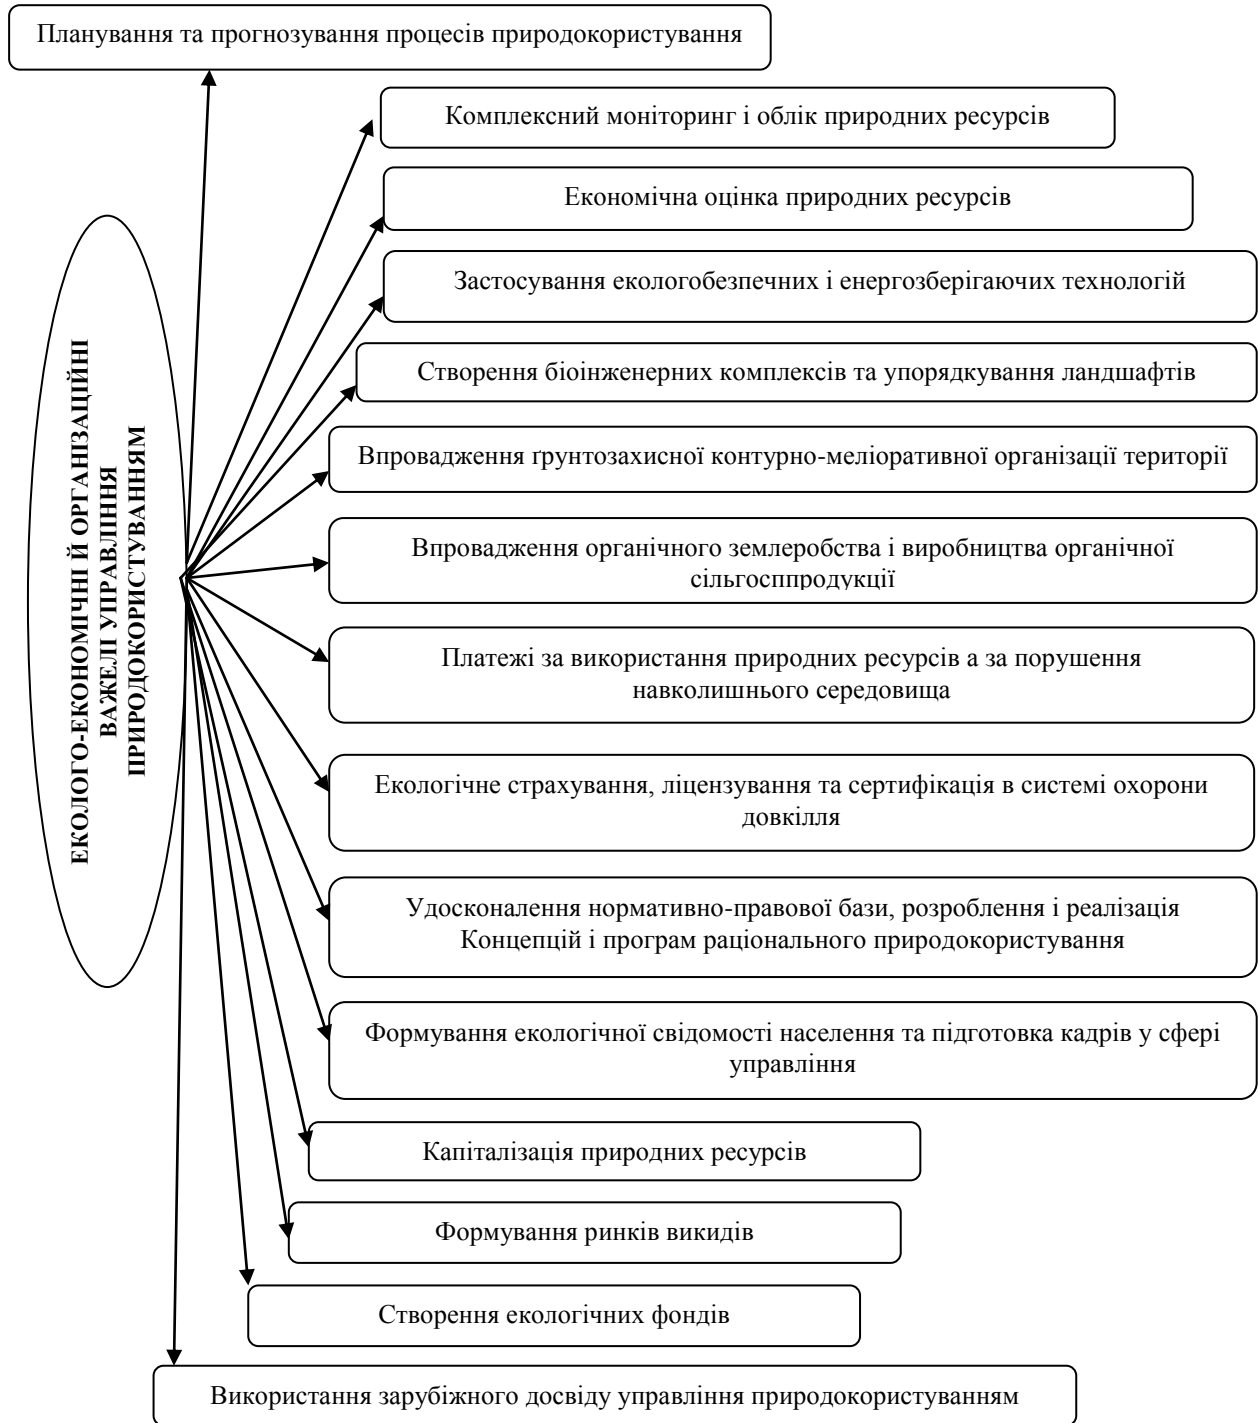 Планування та прогнозування процесів природокористування
Комплексний моніторинг і облік природних ресурсів
Економічна оцінка природних ресурсів
Застосування екологобезпечних і енергозберігаючих технологій
Створення біоінженерних комплексів та упорядкування ландшафтів
ЕКОЛОГО-ЕКОНОМІЧНІ Й ОРГАНІЗАЦІЙНІ
ВАЖЕЛІ УПРАВЛІННЯ
ПРИРОДОКОРИСТУВАННЯМ
Впровадження ґрунтозахисної контурно-меліоративної організації території
Впровадження органічного землеробства і виробництва органічної
сільгосппродукції
Платежі за використання природних ресурсів а за порушення
навколишнього середовища
Екологічне страхування, ліцензування та сертифікація в системі охорони
довкілля
Удосконалення нормативно-правової бази, розроблення і реалізація
Концепцій і програм раціонального природокористування
Формування екологічної свідомості населення та підготовка кадрів у сфері
управління
Капіталізація природних ресурсів
Формування ринків викидів
Створення екологічних фондів
Використання зарубіжного досвіду управління природокористуванням